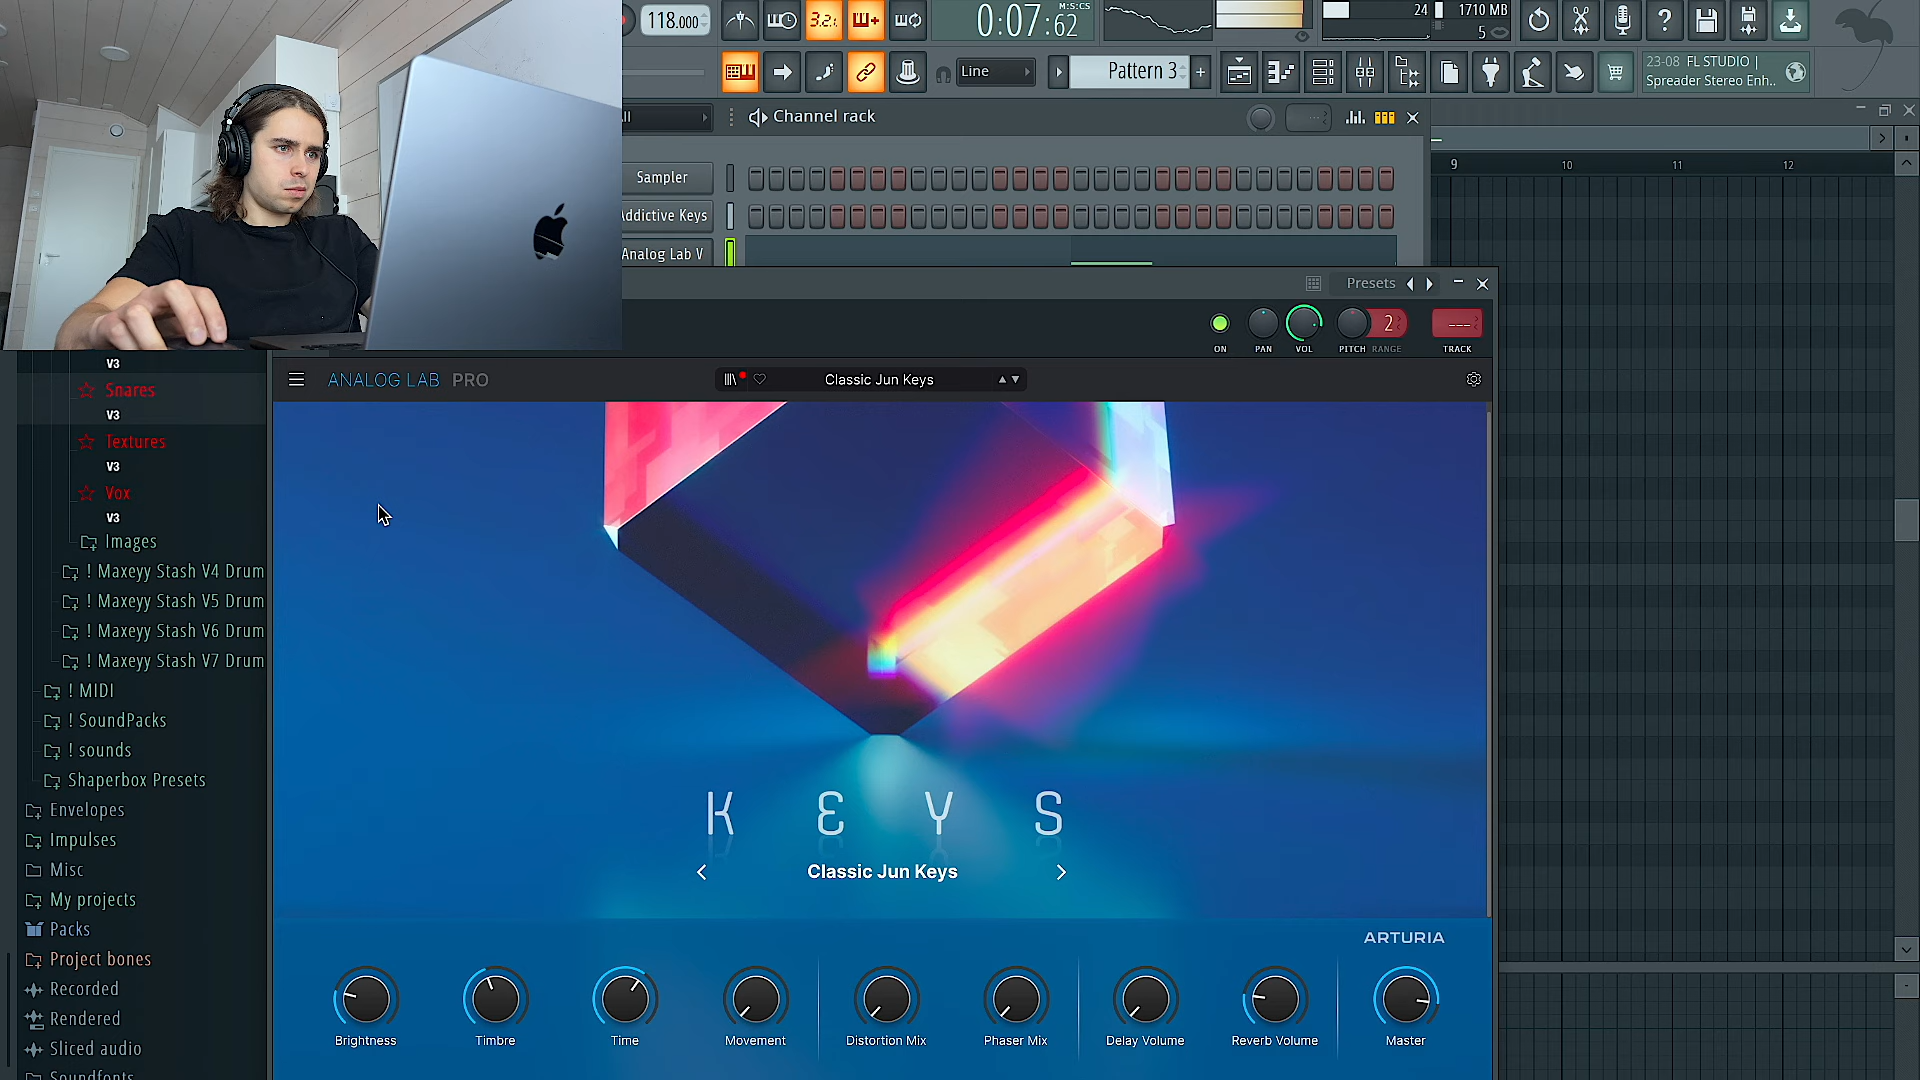 118.000
3.2.
0:07:62
M:S:CS
24
1710 MB
5
Line
Pattern 3
23-08 FL STUDIO |
Spreader Stereo Enh..
Channel rack
Sampler
Addictive Keys
Analog Lab V
9
10
11
12
Presets
2
---
ON
PAN
VOL
PITCH
RANGE
TRACK
ANALOG LAB PRO
Classic Jun Keys
KEYS
Classic Jun Keys
ARTURIA
Brightness
Timbre
Time
Movement
Distortion Mix
Phaser Mix
Delay Volume
Reverb Volume
Master
V3
Snares
V3
Textures
V3
Vox
V3
Images
! Maxeyy Stash V4 Drum
! Maxeyy Stash V5 Drum
! Maxeyy Stash V6 Drum
! Maxeyy Stash V7 Drum
! MIDI
! SoundPacks
! sounds
Shaperbox Presets
Envelopes
Impulses
Misc
My projects
Packs
Project bones
Recorded
Rendered
Sliced audio
Soundfonts